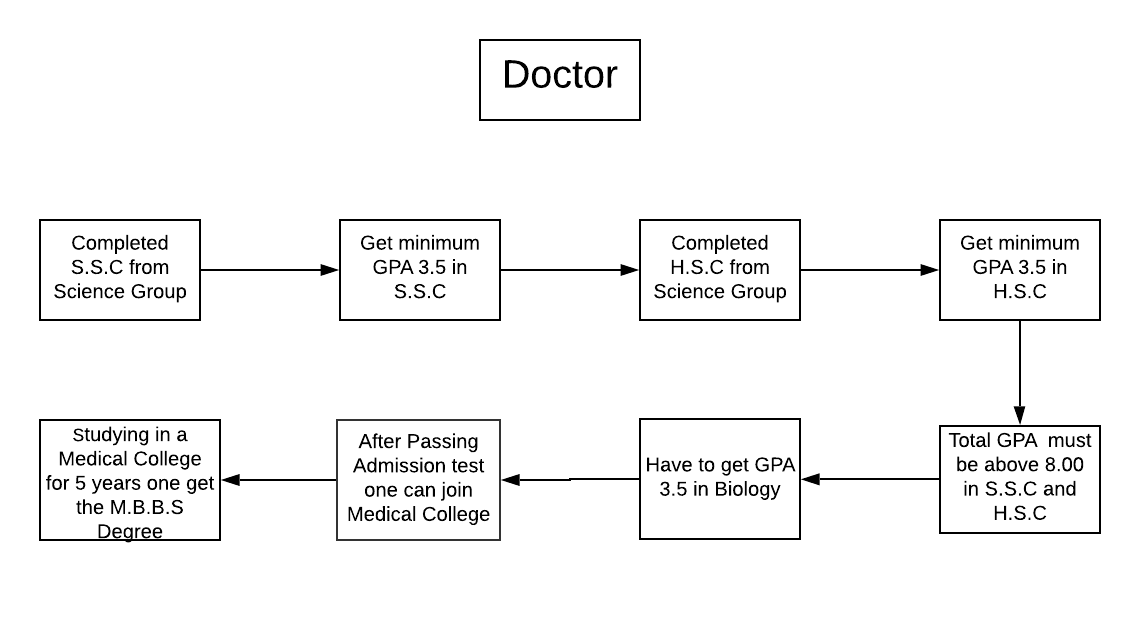 Doctor
Completed
S.S.C from
Science Group
Get minimum
GPA 3.5 in
S.S.C
Completed
H.S.C from
Science Group
Get minimum
GPA 3.5 in
H.S.C
Total GPA  must
be above 8.00
in S.S.C and
H.S.C
Have to get GPA
3.5 in Biology
After Passing
Admission test
one can join
Medical College
Studying in a
Medical College
for 5 years one get
the M.B.B.S
Degree